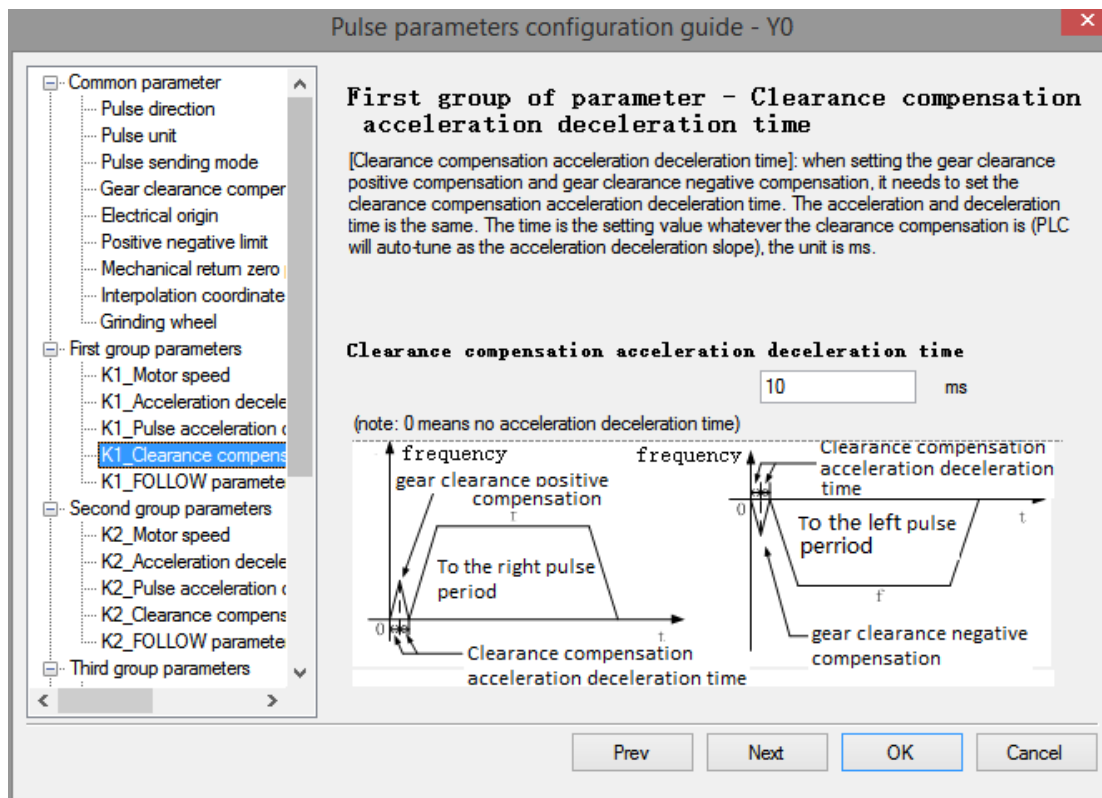 Pulse parameters configuration guide - Y0
Common parameter
Pulse direction
Pulse unit
Pulse sending mode
Gear clearance comper
Electrical origin
Positive negative limit
Mechanical return zero
Interpolation coordinate
Grinding wheel
First group parameters
K1_Motor speed
K1_Acceleration decele
K1_Pulse acceleration
K1_Clearance compens
K1_FOLLOW paramete
Second group parameters
K2_Motor speed
K2_Acceleration decele
K2_Pulse acceleration
K2_Clearance compens
K2_FOLLOW paramete
Third group parameters
First group of parameter - Clearance compensation
acceleration deceleration time
[Clearance compensation acceleration deceleration time]: when setting the gear clearance
positive compensation and gear clearance negative compensation, it needs to set the
clearance compensation acceleration deceleration time. The acceleration and deceleration
time is the same. The time is the setting value whatever the clearance compensation is (PLC
will auto-tune as the acceleration deceleration slope), the unit is ms.
Clearance compensation acceleration deceleration time
10 ms
(note: 0 means no acceleration deceleration time)
frequency
gear clearance positive
compensation
To the right pulse
period
0
t
Clearance compensation
acceleration deceleration time
frequency
Clearance compensation
acceleration deceleration
time
0
t
To the left pulse
perriod
f
gear clearance negative
compensation
Prev
Next
OK
Cancel